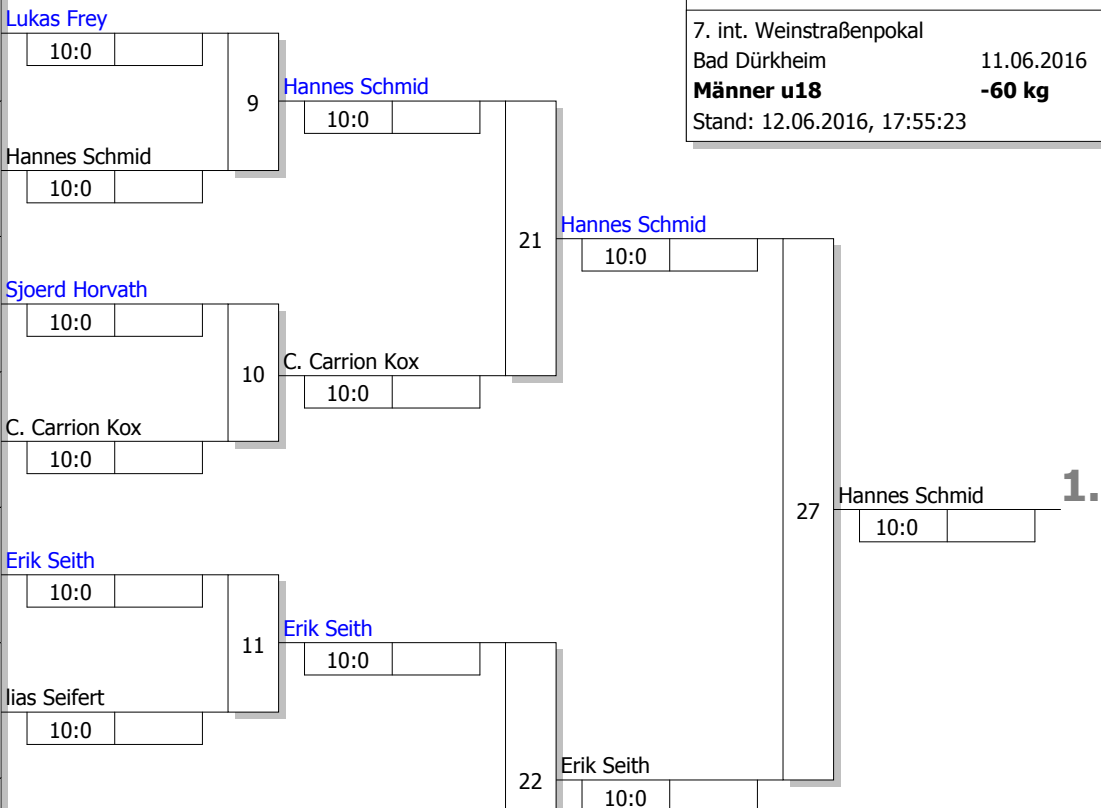 Lukas Frey
10:0
9
Hannes Schmid
10:0
Hannes Schmid
10:0
7. int. Weinstraßenpokal
Bad Dürkheim 11.06.2016
Männer u18 -60 kg
Stand: 12.06.2016, 17:55:23
21
Hannes Schmid
10:0
Sjoerd Horvath
10:0
10
C. Carrion Kox
10:0
C. Carrion Kox
10:0
27
Hannes Schmid 1.
10:0
Erik Seith
10:0
11
Erik Seith
10:0
lias Seifert
10:0
22
Erik Seith
10:0